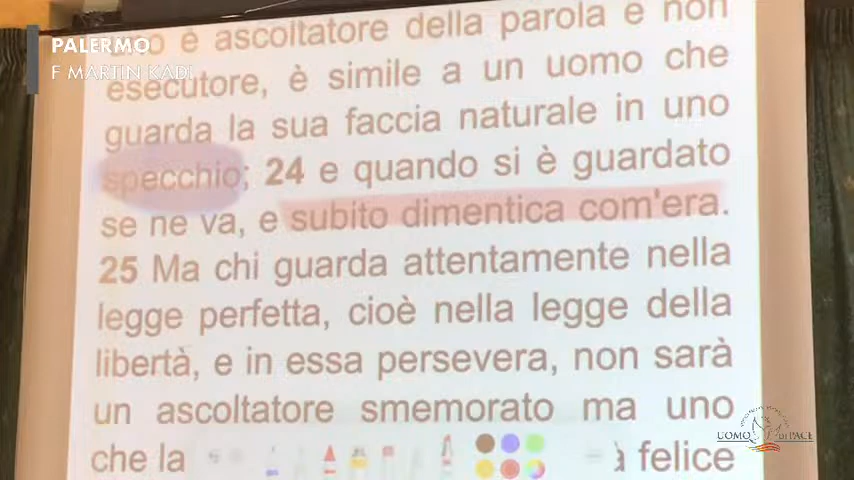 PALERMO
F MARTIN KADI
è ascoltatore della parola e non
esecutore, è simile a un uomo che
guarda la sua faccia naturale in uno
specchio; 24 e quando si è guardato
se ne va, e subito dimentica com'era.
25 Ma chi guarda attentamente nella
legge perfetta, cioè nella legge della
libertà, e in essa persevera, non sarà
un ascoltatore smemorato ma uno
che la
felice
UOMO DI PACE